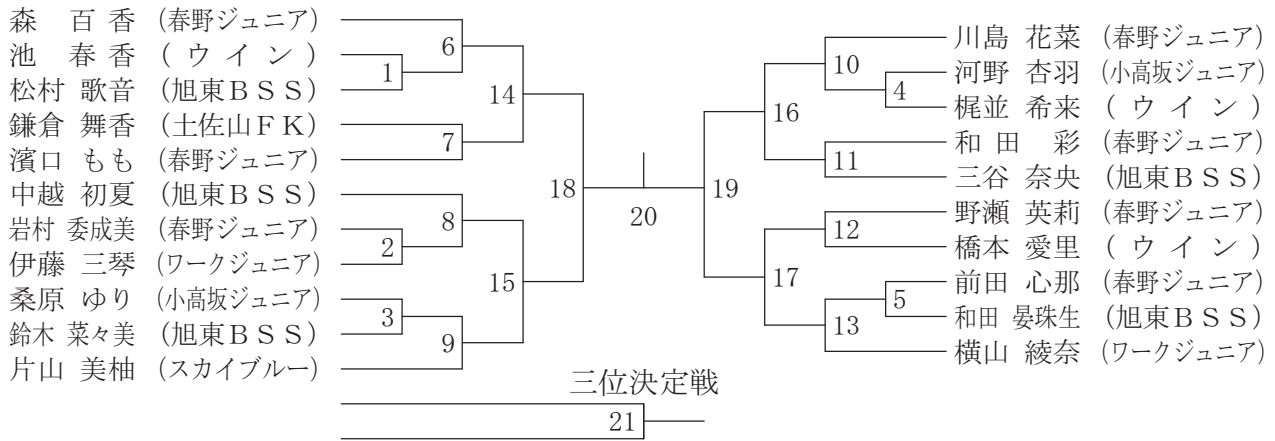 森 百香 (春野ジュニア)
池 春香 (ウイン)
松村 歌音 (旭東ＢＳＳ)
鎌倉 舞香 (土佐山ＦＫ)
濱口 もも (春野ジュニア)
中越 初夏 (旭東ＢＳＳ)
岩村 委成美 (春野ジュニア)
伊藤 三琴 (ワークジュニア)
桑原 ゆり (小高坂ジュニア)
鈴木 菜々美 (旭東ＢＳＳ)
片山 美柚 (スカイブルー)
1
2
3
6
7
8
9
14
15
18
20
19
16
17
10
11
12
13
4
5
川島 花菜 (春野ジュニア)
河野 杏羽 (小高坂ジュニア)
梶並 希来 (ウイン)
和田 彩 (春野ジュニア)
三谷 奈央 (旭東ＢＳＳ)
野瀬 英莉 (春野ジュニア)
橋本 愛里 (ウイン)
前田 心那 (春野ジュニア)
和田 晏珠生 (旭東ＢＳＳ)
横山 綾奈 (ワークジュニア)
三位決定戦
21